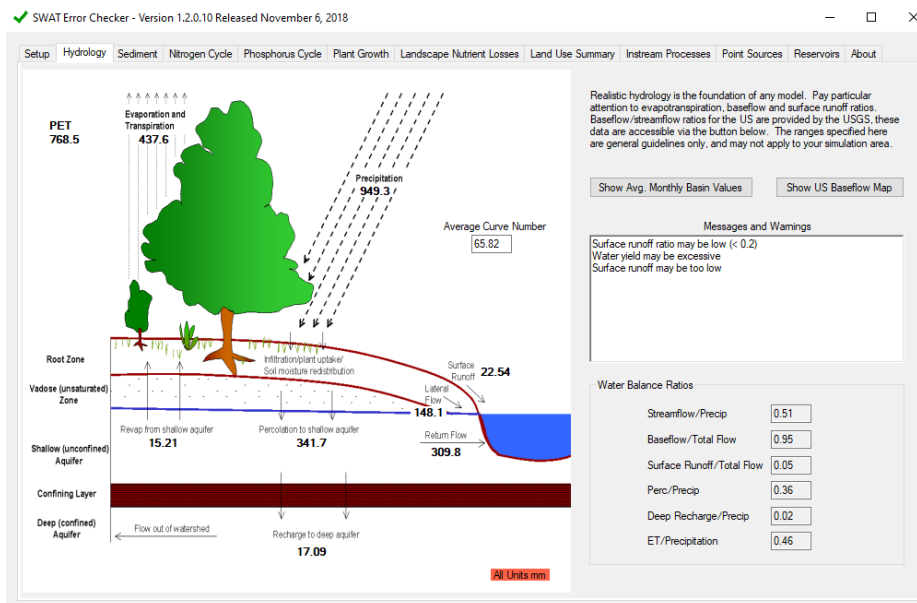 SWAT Error Checker - Version 1.2.0.10 Released November 6, 2018
Setup Hydrology Sediment Nitrogen Cycle Phosphorus Cycle Plant Growth Landscape Nutrient Losses Land Use Summary Instream Processes Point Sources Reservoirs About
PET
768.5
Evaporation and
Transpiration
437.6
Precipitation
949.3
Average Curve Number
65.82
Root Zone
Infiltration/plant uptake/
Soil moisture redistribution
Surface
Runoff
22.54
Vadose (unsaturated)
Zone
Lateral
Flow
148.1
Revap from shallow aquifer
15.21
Percolation to shallow aquifer
341.7
Return Flow
309.8
Shallow (unconfined)
Aquifer
Confining Layer
Deep (confined)
Aquifer
Flow out of watershed
Recharge to deep aquifer
17.09
All Units mm
Realistic hydrology is the foundation of any model. Pay particular
attention to evapotranspiration, baseflow and surface runoff ratios.
Baseflow/streamflow ratios for the US are provided by the USGS, these
data are accessible via the button below. The ranges specified here
are general guidelines only, and may not apply to your simulation area.
Show Avg. Monthly Basin Values Show US Baseflow Map
Messages and Warnings
Surface runoff ratio may be low (< 0.2)
Water yield may be excessive
Surface runoff may be too low
Water Balance Ratios
Streamflow/Precip 0.51
Baseflow/Total Flow 0.95
Surface Runoff/Total Flow 0.05
Perc/Precip 0.36
Deep Recharge/Precip 0.02
ET/Precipitation 0.46